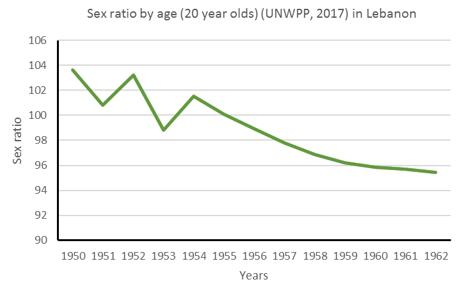 Sex ratio by age (20 year olds) (UNWPP, 2017) in Lebanon
106
104
102
100
98
96
94
92
90
Sex ratio
1950 1951 1952 1953 1954 1955 1956 1957 1958 1959 1960 1961 1962
Years